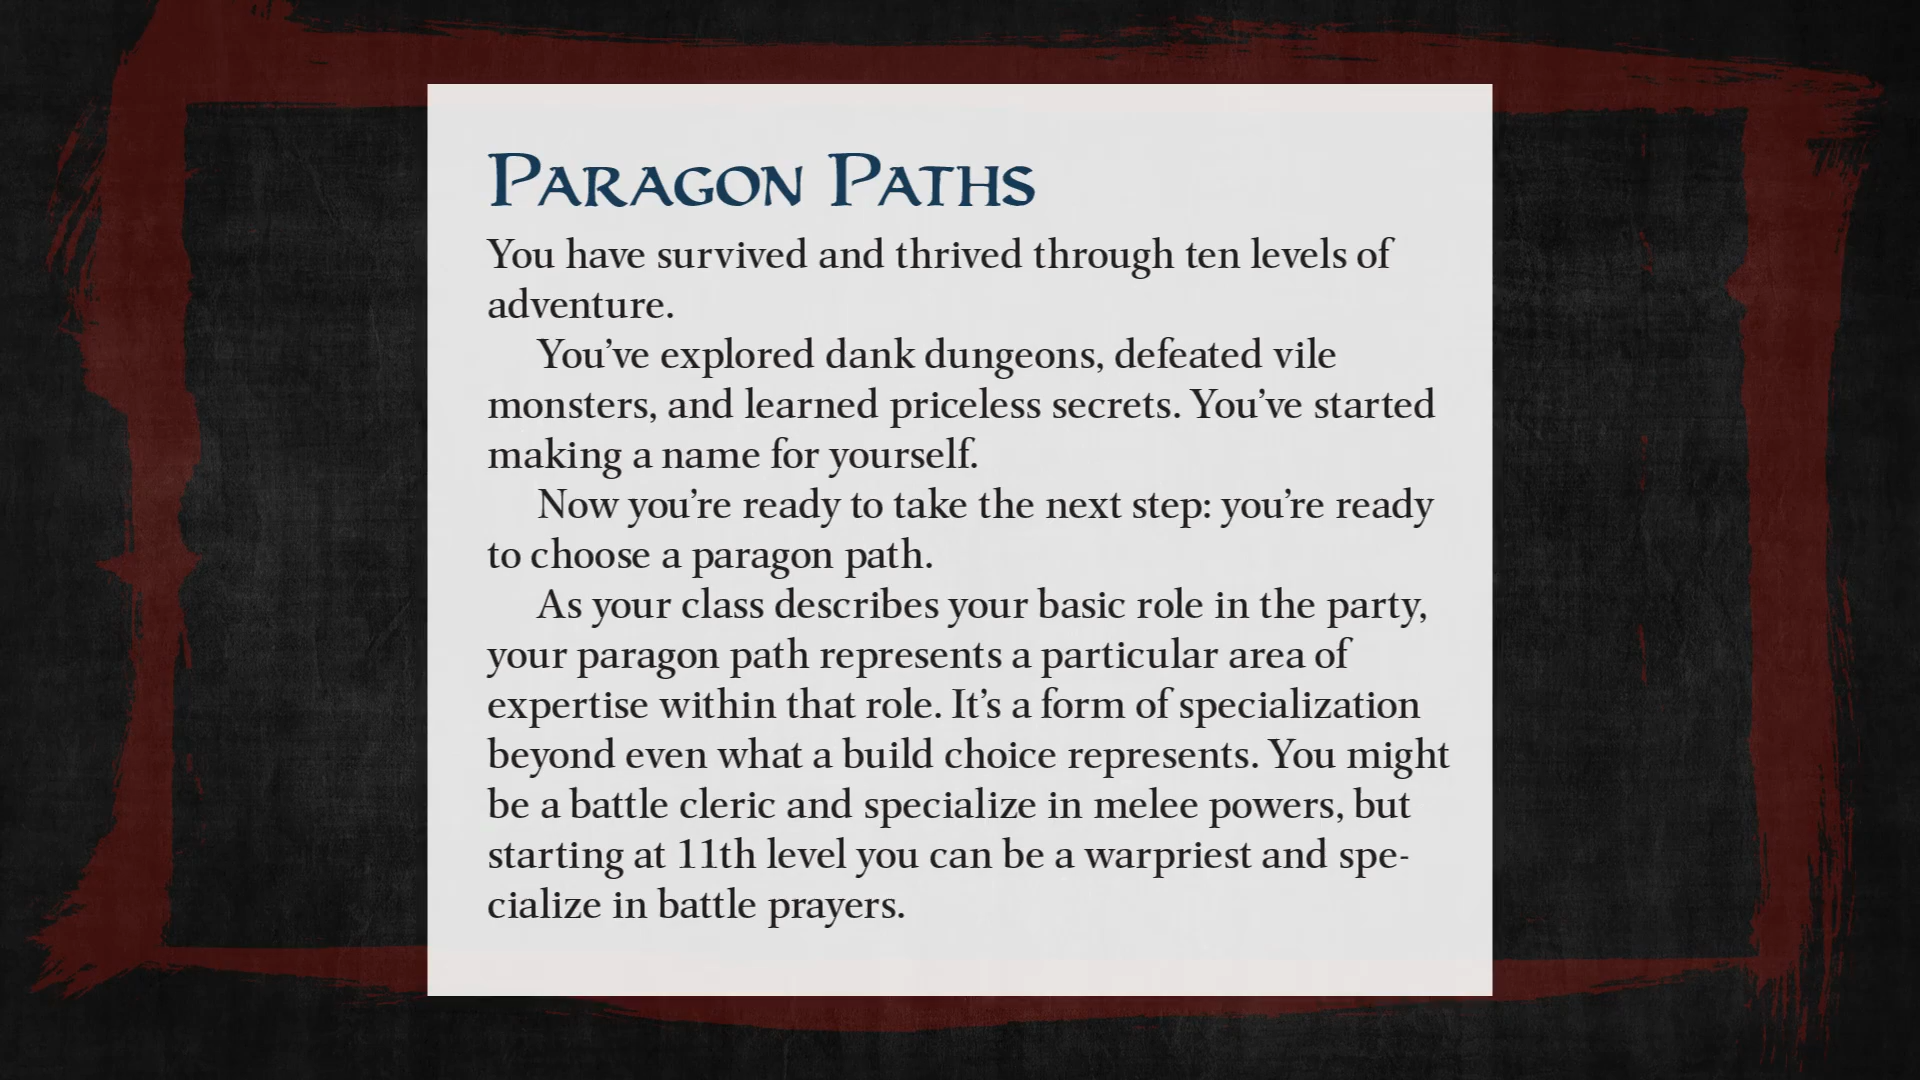 Paragon Paths
You have survived and thrived through ten levels of
adventure.
You’ve explored dank dungeons, defeated vile
monsters, and learned priceless secrets. You’ve started
making a name for yourself.
Now you’re ready to take the next step: you’re ready
to choose a paragon path.
As your class describes your basic role in the party,
your paragon path represents a particular area of
expertise within that role. It’s a form of specialization
beyond even what a build choice represents. You might
be a battle cleric and specialize in melee powers, but
starting at 11th level you can be a warpriest and spe-
cialize in battle prayers.